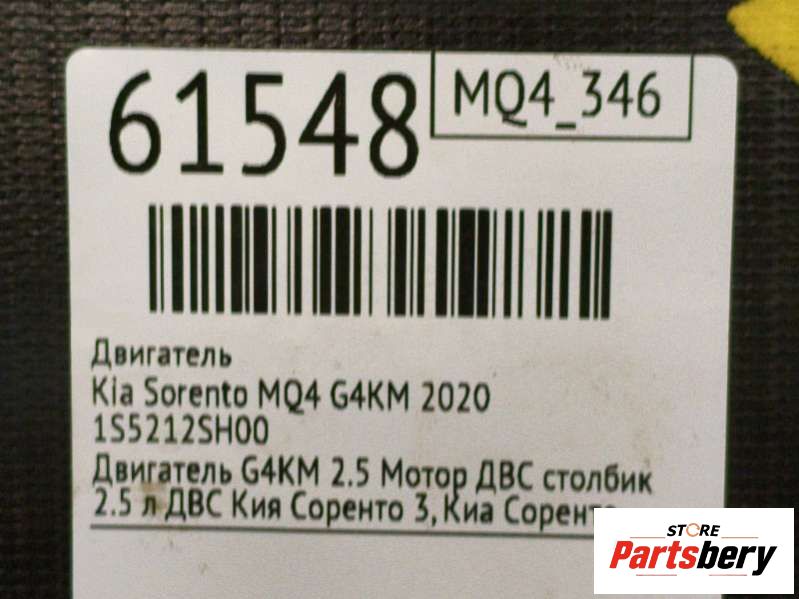 61548
MQ4_346
Двигатель
Kia Sorento MQ4 G4KM 2020
1S5212SH00
Двигатель G4KM 2.5 Мотор ДВС столбик
2.5 л ДВС Кия Соренто 3, Киа Соренто
STORE
Partsbery